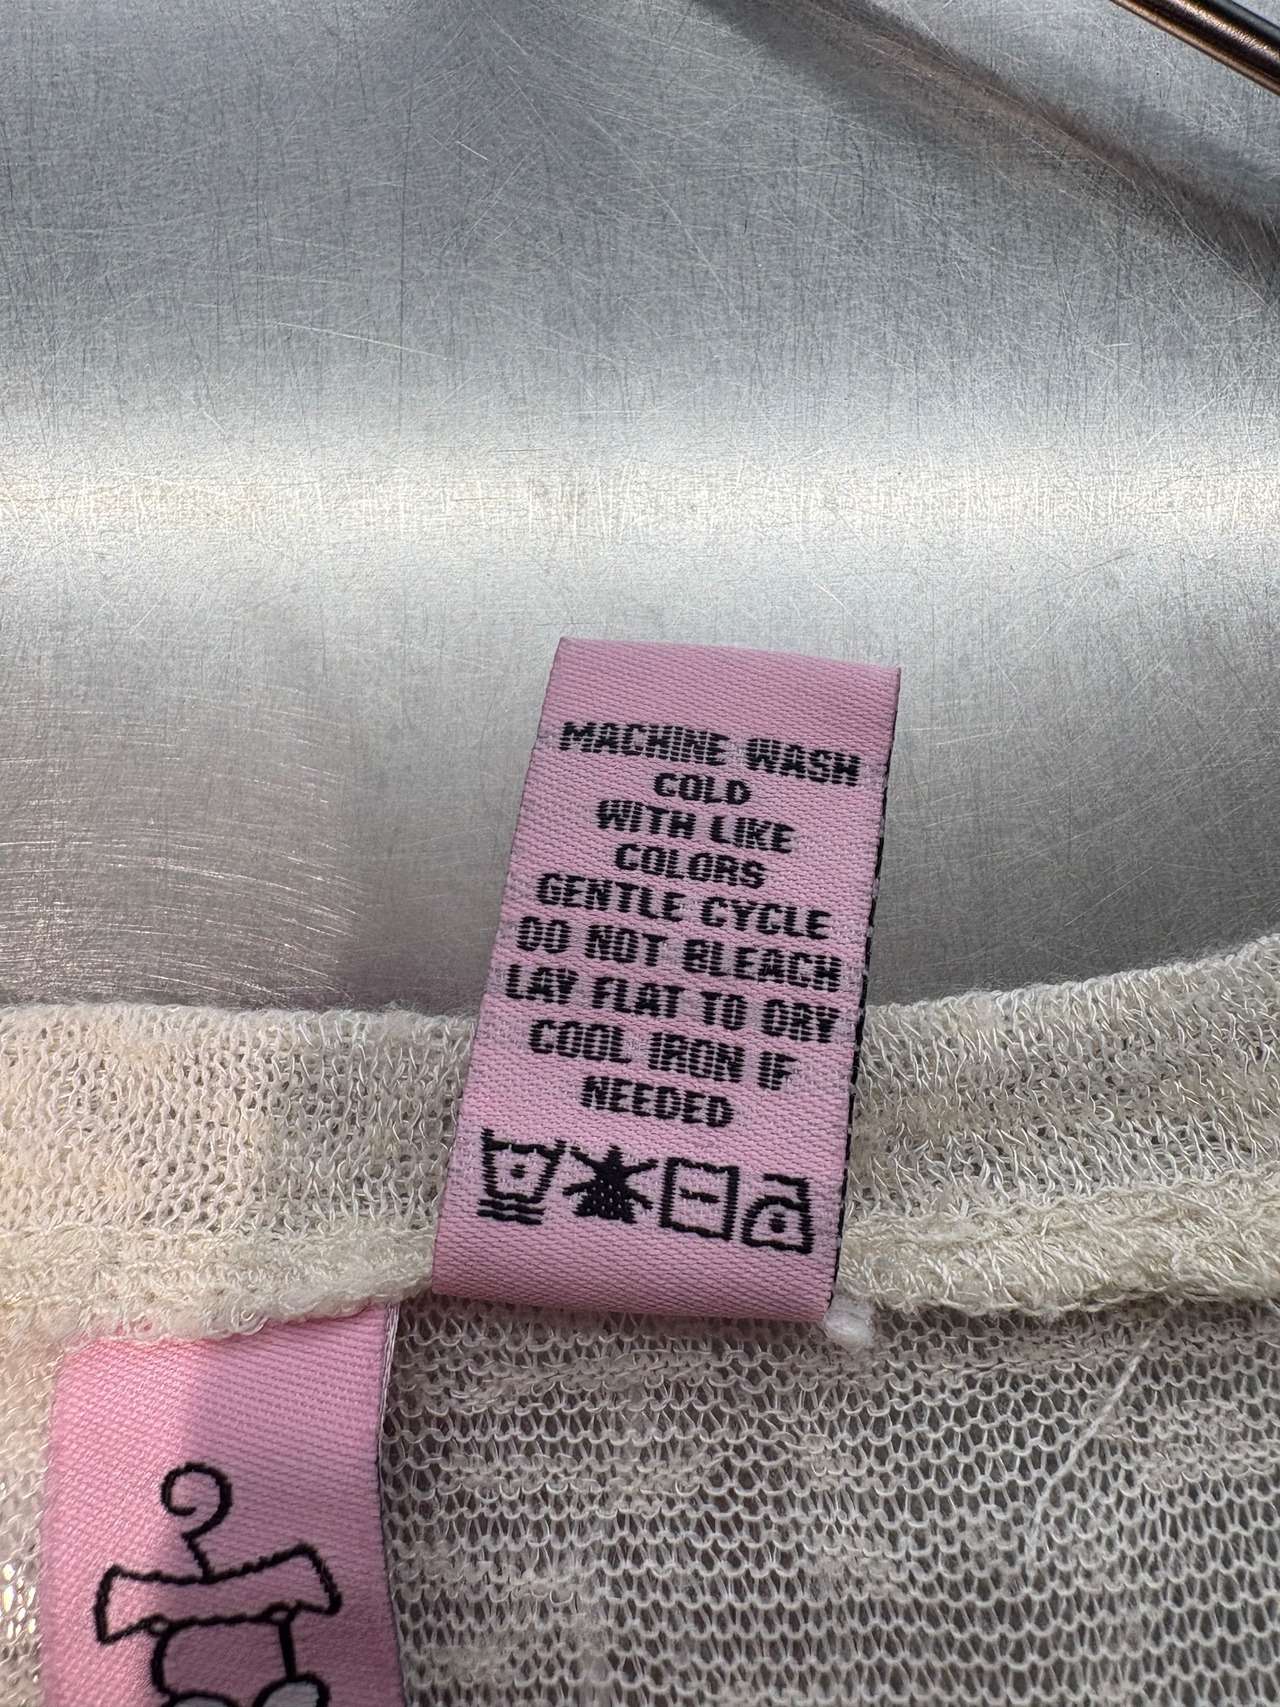 MACHINE WASH
COLD
WITH LIKE
COLORS
GENTLE CYCLE
DO NOT BLEACH
LAY FLAT TO DRY
COOL IRON IF
NEEDED